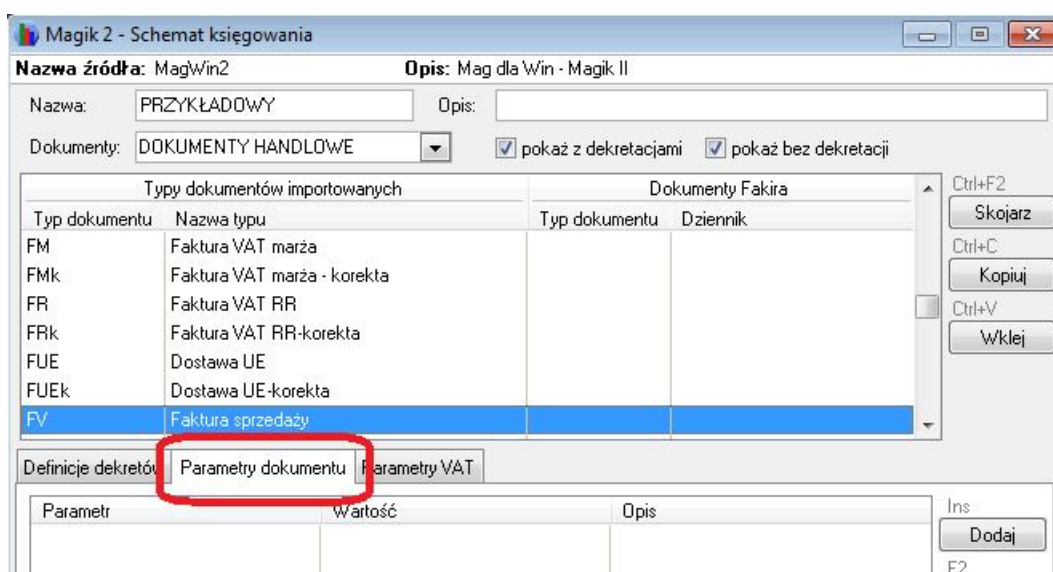 Magik 2 - Schemat księgowania
Nazwa źródła: MagWin2 Opis: Mag dla Win - Magik II
Nazwa: PRZYKŁADOWY Opis:
Dokumenty: DOKUMENTY HANDLOWE pokaż z dekretacjami pokaż bez dekretacji
Typy dokumentów importowanych Dokumenty Fakira Ctrl+F2
Typ dokumentu Nazwa typu Typ dokumentu Dziennik Skojarz
FM Faktura VAT marża Ctrl+C
FMk Faktura VAT marża - korekta Kopiuj
FR Faktura VAT RR Ctrl+V
FRk Faktura VAT RR-korekta Wklej
FUE Dostawa UE
FUEk Dostawa UE-korekta
FV Faktura sprzedaży
Definicje dekretów Parametry dokumentu Parametry VAT
Parametr Wartość Opis Ins
Dodaj
F2